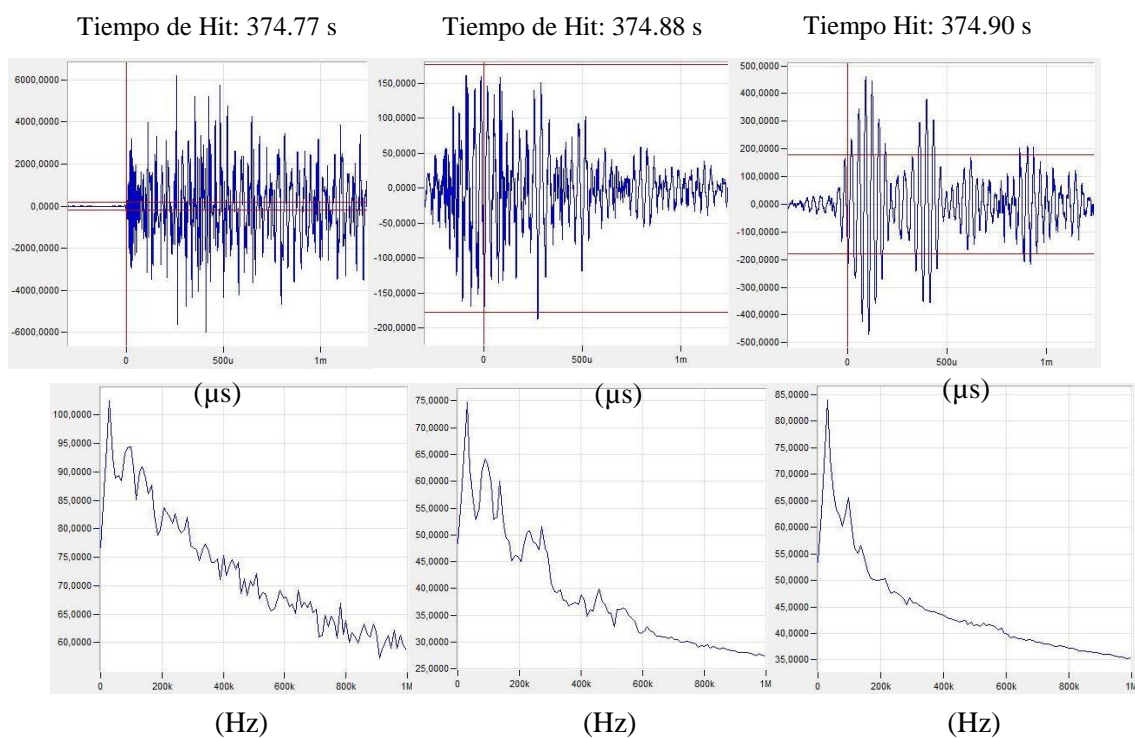 Tiempo de Hit: 374.77 s
Tiempo de Hit: 374.88 s
Tiempo Hit: 374.90 s
6000,0000
4000,0000
2000,0000
0,0000
-2000,0000
-4000,0000
-6000,0000
0
500u
1m
150,0000
100,0000
50,0000
0,0000
-50,0000
-100,0000
-150,0000
-200,0000
0
500u
1m
500,0000
400,0000
300,0000
200,0000
100,0000
0,0000
-100,0000
-200,0000
-300,0000
-400,0000
-500,0000
0
500u
1m
(µs)
(µs)
(µs)
100,0000
95,0000
90,0000
85,0000
80,0000
75,0000
70,0000
65,0000
60,0000
0
200k
400k
600k
800k
1M
75,0000
70,0000
65,0000
60,0000
55,0000
50,0000
45,0000
40,0000
35,0000
30,0000
25,0000
0
200k
400k
600k
800k
1M
85,0000
80,0000
75,0000
70,0000
65,0000
60,0000
55,0000
50,0000
45,0000
40,0000
35,0000
0
200k
400k
600k
800k
1M
(Hz)
(Hz)
(Hz)